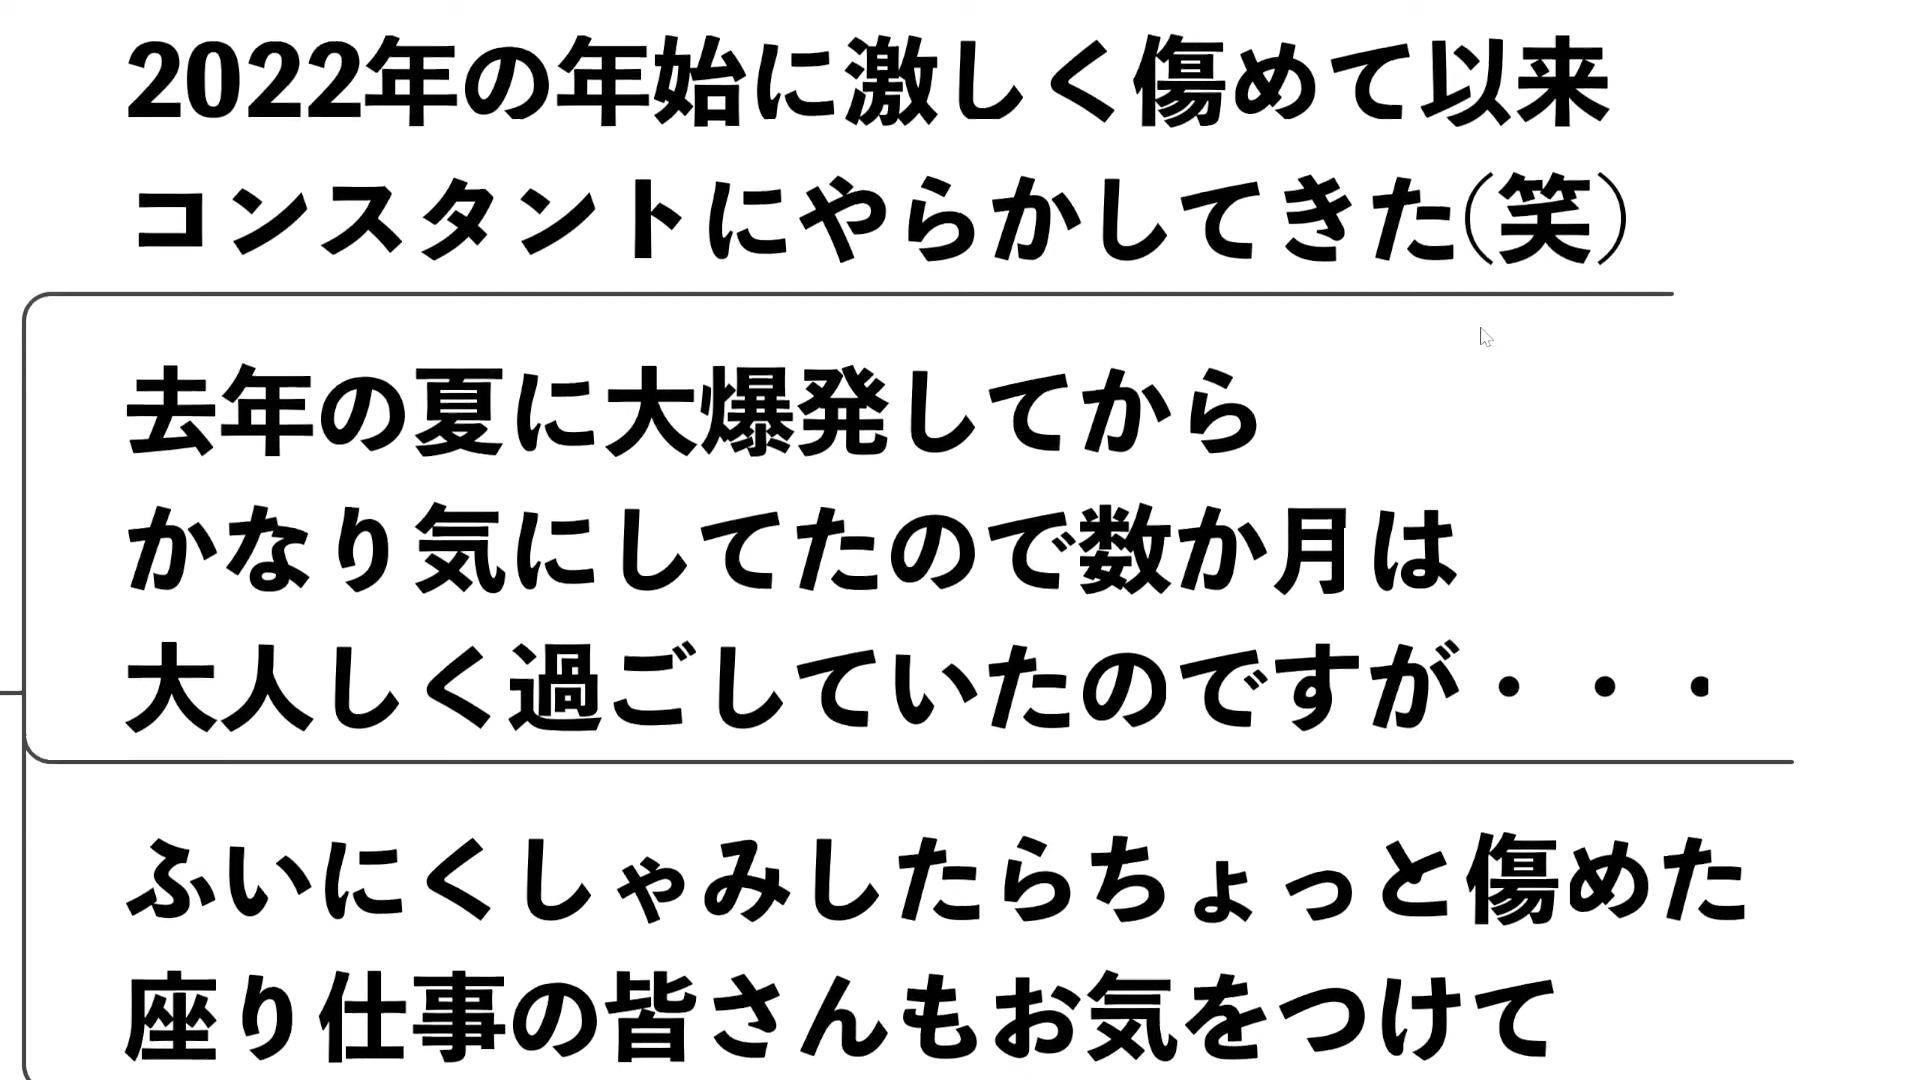 2022年の年始に激しく傷めて以来
コンスタントにやらかしてきた(笑)
去年の夏に大爆発してから
かなり気にしてたので数か月は
大人しく過ごしていたのですが・・・
ふいにくしゃみしたらちょっと傷めた
座り仕事の皆さんもお気をつけて